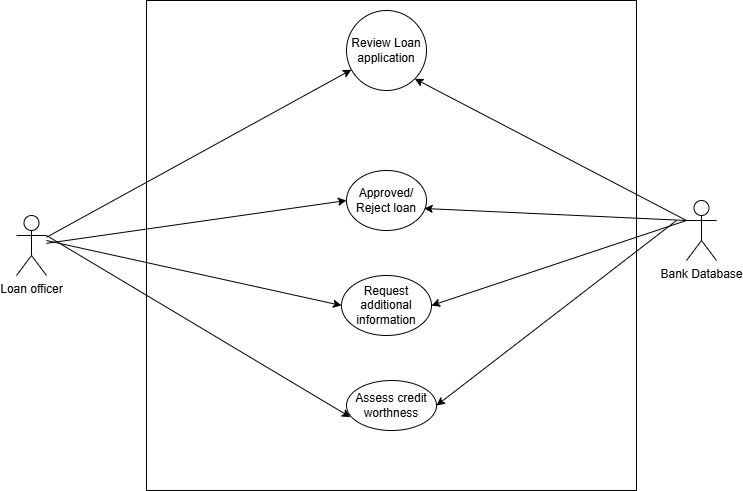 Review Loan
application
Approved/
Reject loan
Loan officer
Bank Database
Request
additional
information
Assess credit
worthness